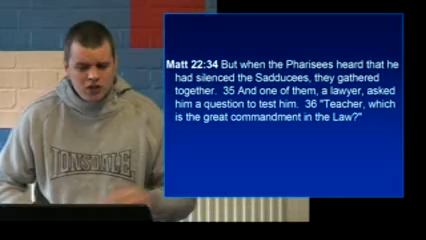 Matt 22:34 But when the Pharisees heard that he
had silenced the Sadducees, they gathered
together. 35 And one of them, a lawyer, asked
him a question to test him. 36 "Teacher, which
is the great commandment in the Law?"
LONSDALE